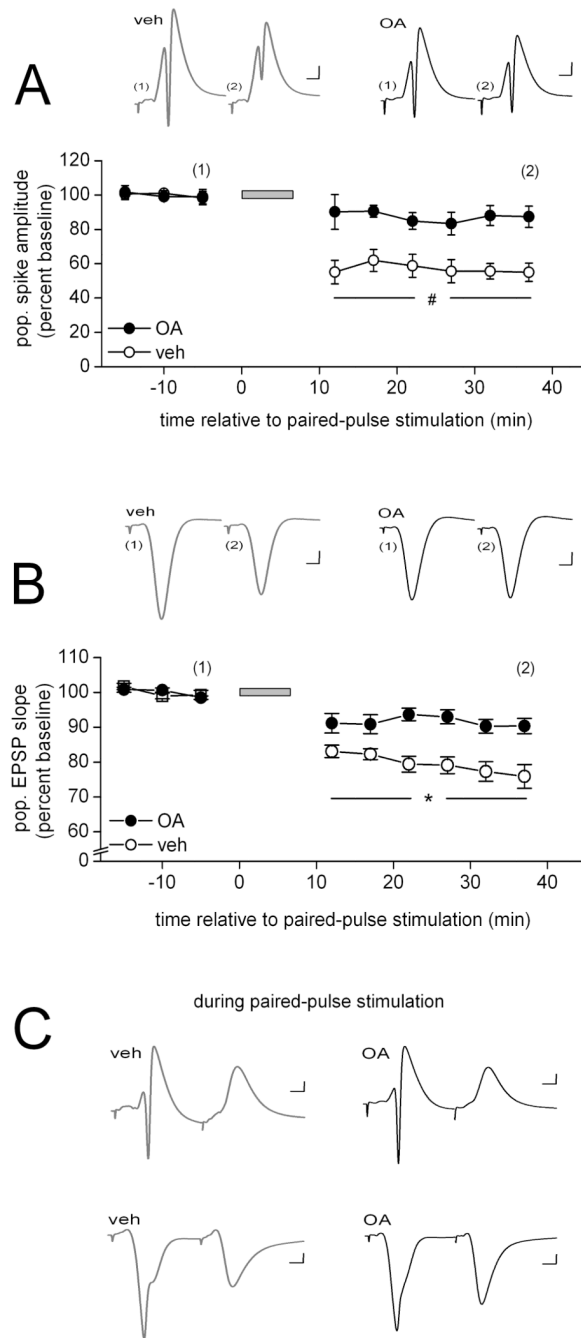 A
veh
OA
(1)
(2)
(1)
(2)
pop. spike amplitude
(percent baseline)
120
100
80
60
40
20
0
(1)
(2)
#
OA
veh
-10
0
10
20
30
40
time relative to paired-pulse stimulation (min)
B
veh
OA
(1)
(2)
(1)
(2)
pop. EPSP slope
(percent baseline)
110
100
90
80
70
60
0
(1)
(2)
*
OA
veh
-10
0
10
20
30
40
time relative to paired-pulse stimulation (min)
C
during paired-pulse stimulation
veh
OA
veh
OA